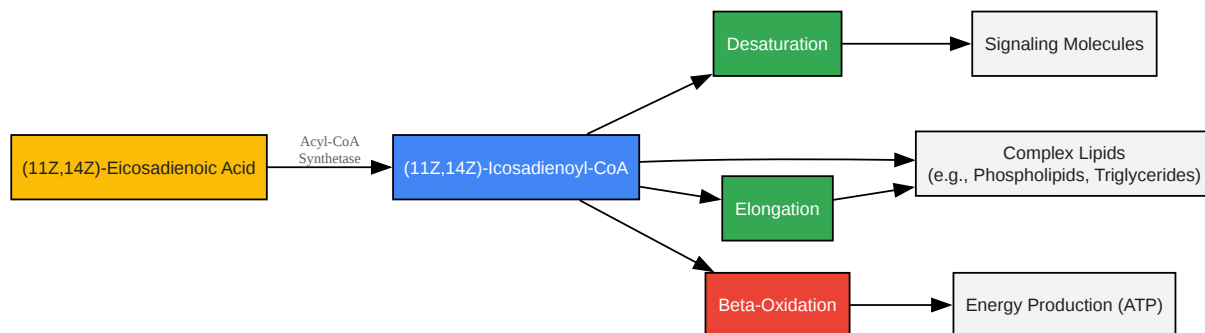 Desaturation
Signaling Molecules
(11Z,14Z)-Eicosadienoic Acid
Acyl-CoA
Synthetase
(11Z,14Z)-Icosadienoyl-CoA
Complex Lipids
(e.g., Phospholipids, Triglycerides)
Elongation
Beta-Oxidation
Energy Production (ATP)